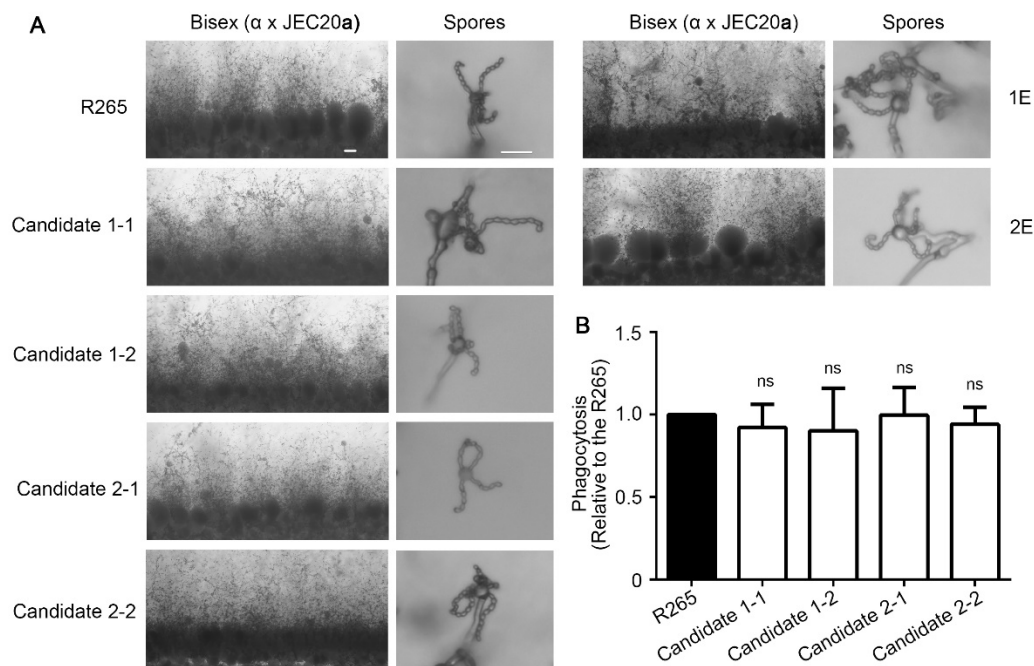 A
Bisex (α x JEC20a)
Spores
Bisex (α x JEC20a)
Spores
R265
1E
Candidate 1-1
2E
Candidate 1-2
Candidate 2-1
Candidate 2-2
B
Phagocytosis
(Relative to the R265)
1.5
1.0
0.5
0
ns
ns
ns
ns
R265
Candidate 1-1
Candidate 1-2
Candidate 2-1
Candidate 2-2